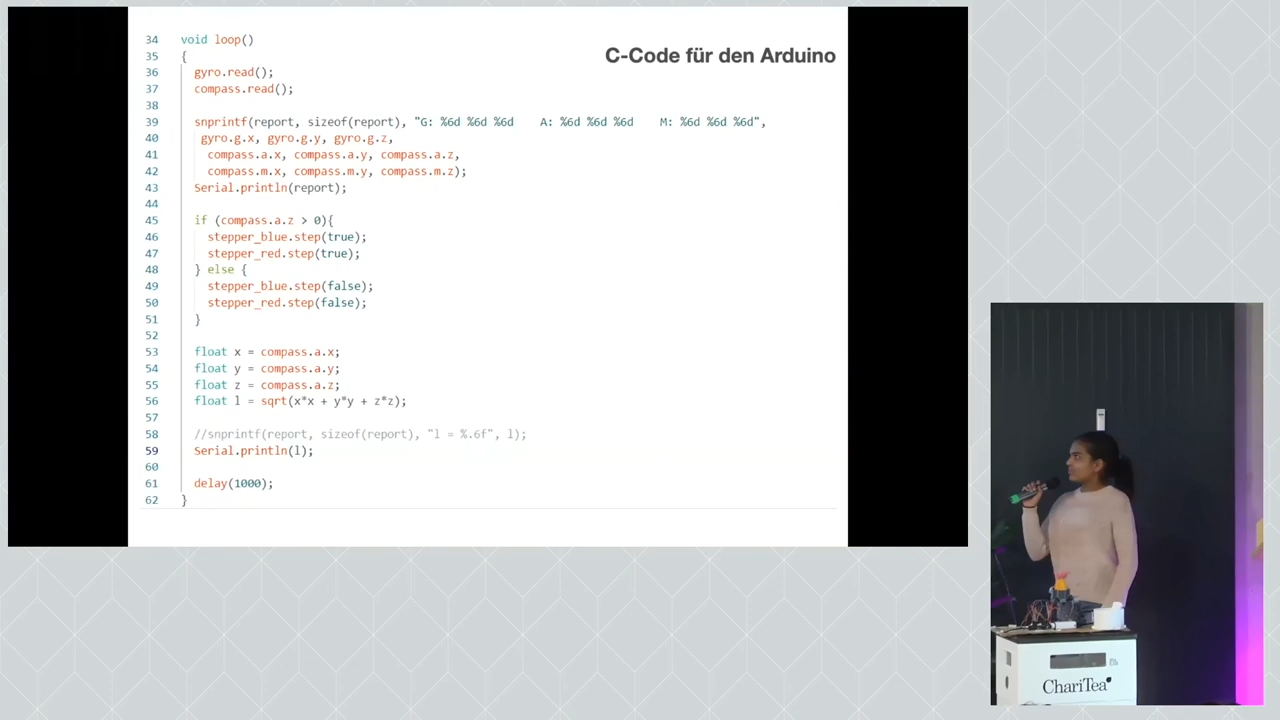 C-Code für den Arduino
34 void loop()
35 {
36 gyro.read();
37 compass.read();
38
39 snprintf(report, sizeof(report), "G: %6d %6d %6d    A: %6d %6d %6d    M: %6d %6d %6d",
40 gyro.g.x, gyro.g.y, gyro.g.z,
41 compass.a.x, compass.a.y, compass.a.z,
42 compass.m.x, compass.m.y, compass.m.z);
43 Serial.println(report);
44
45 if (compass.a.z > 0){
46 stepper_blue.step(true);
47 stepper_red.step(true);
48 } else {
49 stepper_blue.step(false);
50 stepper_red.step(false);
51 }
52
53 float x = compass.a.x;
54 float y = compass.a.y;
55 float z = compass.a.z;
56 float l = sqrt(x*x + y*y + z*z);
57
58 //snprintf(report, sizeof(report), "l = %.6f", l);
59 Serial.println(l);
60
61 delay(1000);
62 }
ChariTea